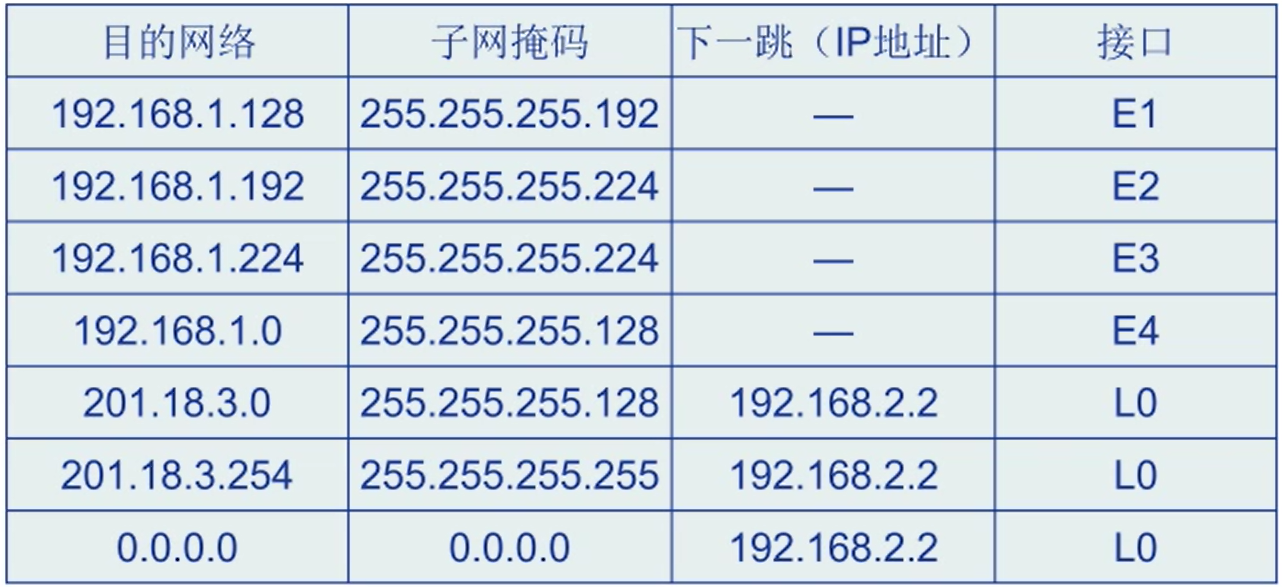 目的网络 子网掩码 下一跳（IP地址） 接口
192.168.1.128 255.255.255.192 — E1
192.168.1.192 255.255.255.224 — E2
192.168.1.224 255.255.255.224 — E3
192.168.1.0 255.255.255.128 — E4
201.18.3.0 255.255.255.128 192.168.2.2 L0
201.18.3.254 255.255.255.255 192.168.2.2 L0
0.0.0.0 0.0.0.0 192.168.2.2 L0